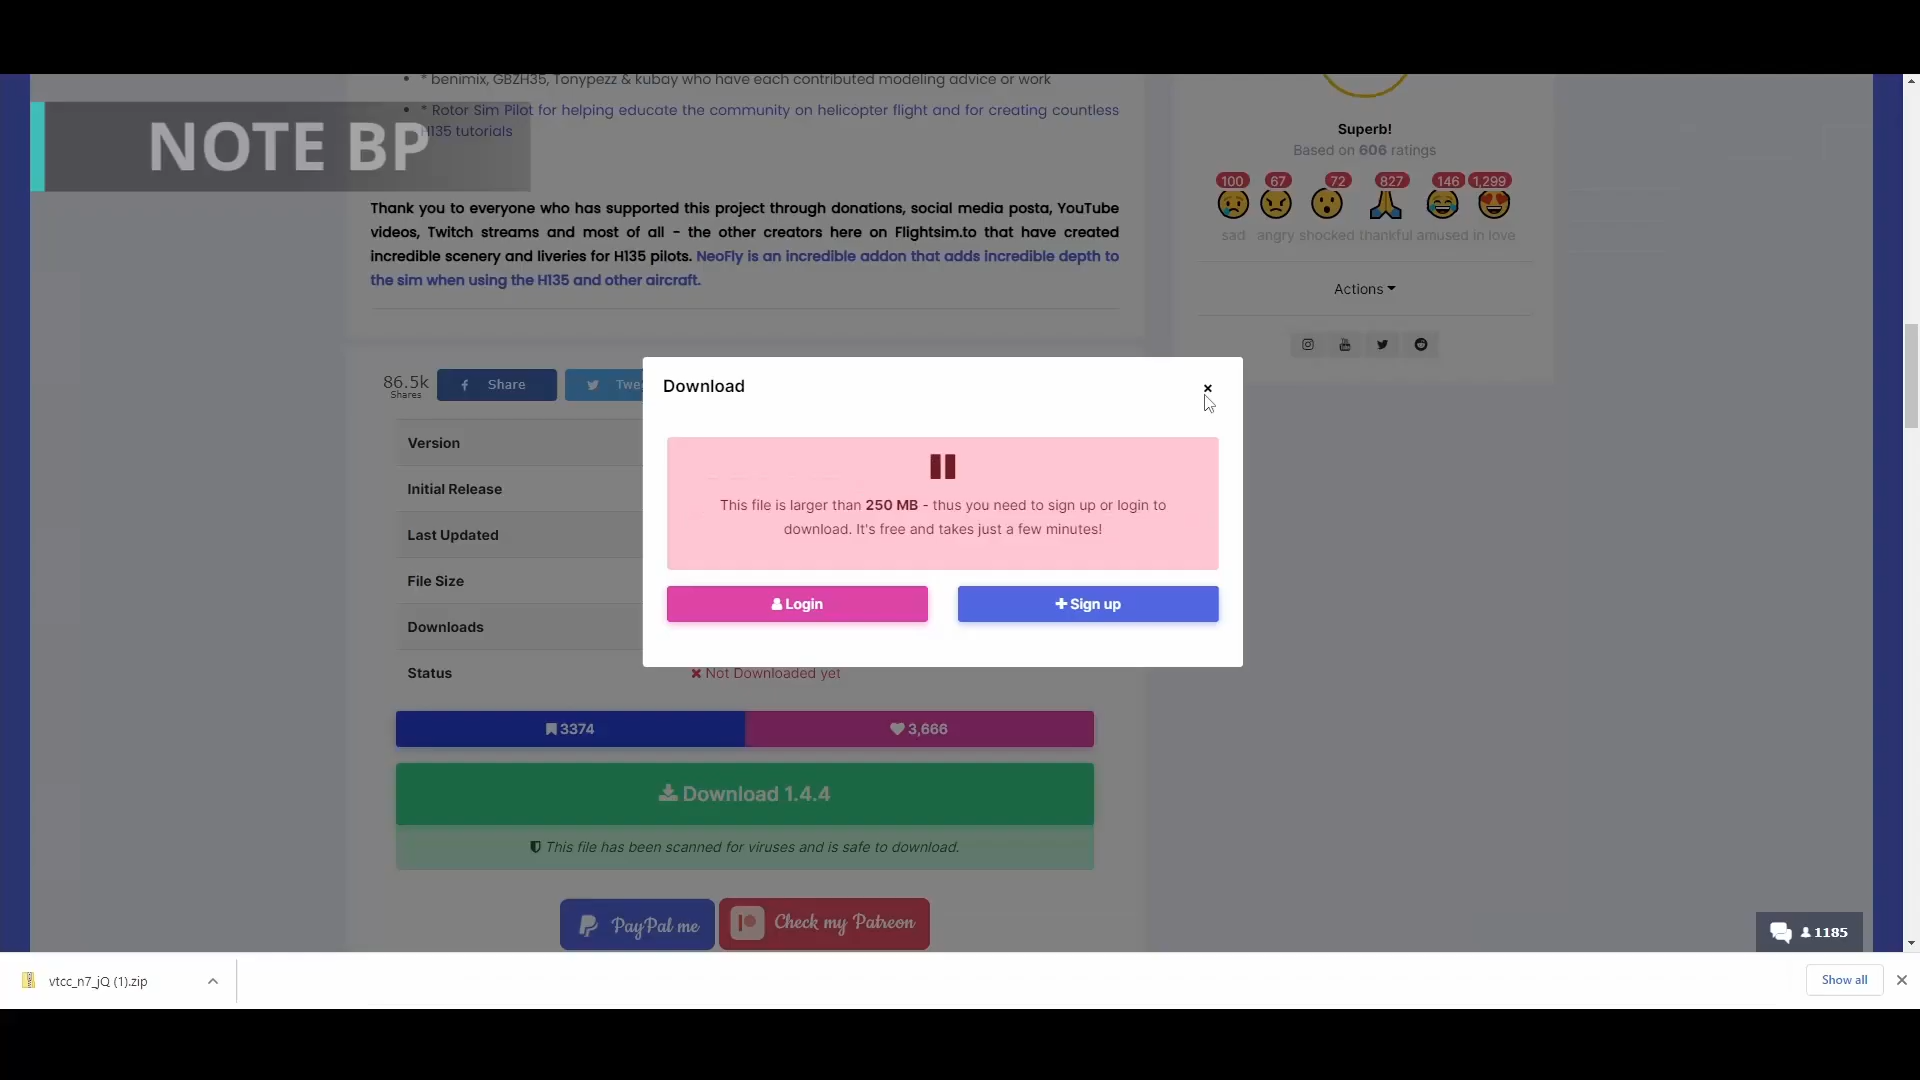 * benimix, GBZH35, Tonypezz & kubay who have each contributed modeling advice or work
* Rotor Sim Pilot for helping educate the community on helicopter flight and for creating countless
H135 tutorials
NOTE BP
Thank you to everyone who has supported this project through donations, social media posta, YouTube
videos, Twitch streams and most of all - the other creators here on Flightsim.to that have created
incredible scenery and liveries for H135 pilots. NeoFly is an incredible addon that adds incredible depth to
the sim when using the H135 and other aircraft.
Superb!
Based on 606 ratings
100 67 72 827 146 1,299
sad angry shocked thankful amused in love
Actions
86.5k
Shares
Share
Twee
Download
×
This file is larger than 250 MB - thus you need to sign up or login to
download. It's free and takes just a few minutes!
Login
Sign up
Version
Initial Release
Last Updated
File Size
Downloads
Status
Not Downloaded yet
3374
3,666
Download 1.4.4
This file has been scanned for viruses and is safe to download.
PayPal me
Check my Patreon
1185
vtcc_n7_jQ (1).zip
Show all